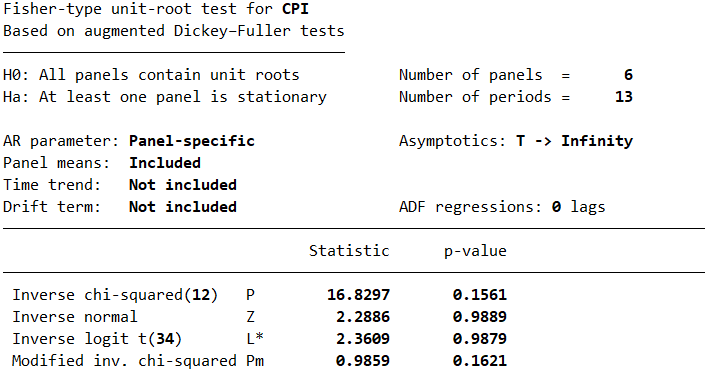 Fisher-type unit-root test for CPI
Based on augmented Dickey–Fuller tests
H0: All panels contain unit roots Number of panels = 6
Ha: At least one panel is stationary Number of periods = 13
AR parameter: Panel-specific Asymptotics: T -> Infinity
Panel means: Included
Time trend: Not included
Drift term: Not included ADF regressions: 0 lags
Statistic p-value
Inverse chi-squared(12) P 16.8297 0.1561
Inverse normal Z 2.2886 0.9889
Inverse logit t(34) L* 2.3609 0.9879
Modified inv. chi-squared Pm 0.9859 0.1621